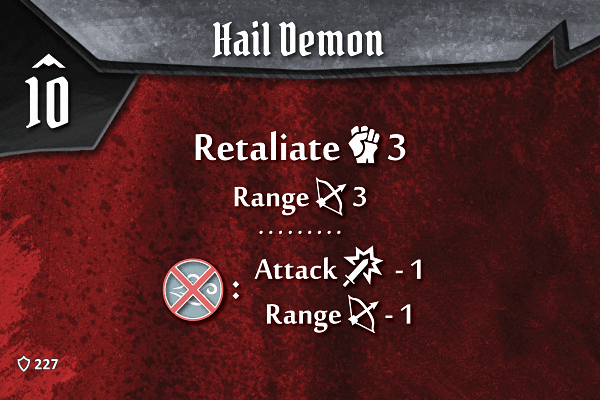 Hail Demon
10
Retaliate 3
Range 3
: Attack - 1
Range - 1
227